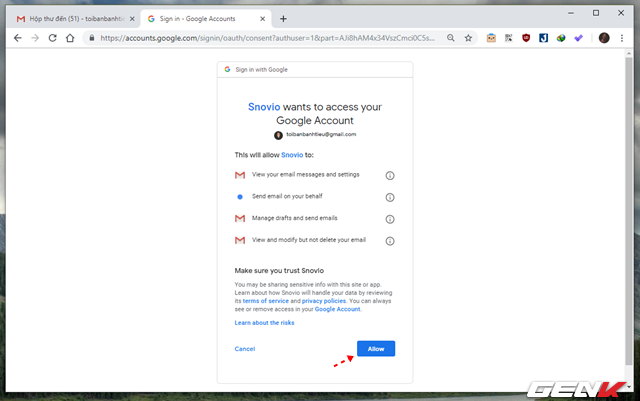 Hộp thư đến (51) - toibanbanhti
Sign in - Google Accounts
https://accounts.google.com/signin/oauth/consent?authuser=1&part=AJi8hAM4x34VszCmci0C5s...
Sign in with Google
Snovio wants to access your
Google Account
toibanbanhtieu@gmail.com
This will allow Snovio to:
View your email messages and settings
Send email on your behalf
Manage drafts and send emails
View and modify but not delete your email
Make sure you trust Snovio
You may be sharing sensitive info with this site or app.
Learn about how Snovio will handle your data by reviewing
its terms of service and privacy policies. You can always
see or remove access in your Google Account.
Learn about the risks
Cancel
Allow
GENK